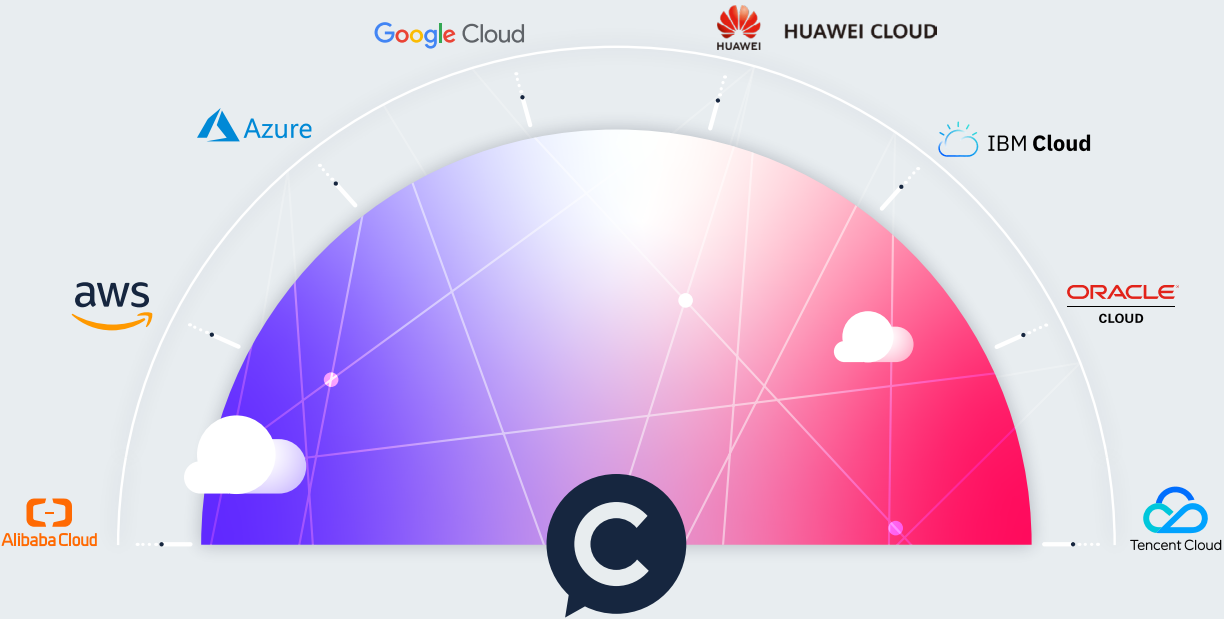 Google Cloud
HUAWEI
HUAWEI CLOUD
Azure
IBM Cloud
aws
ORACLE®
CLOUD
Alibaba Cloud
C
Tencent Cloud